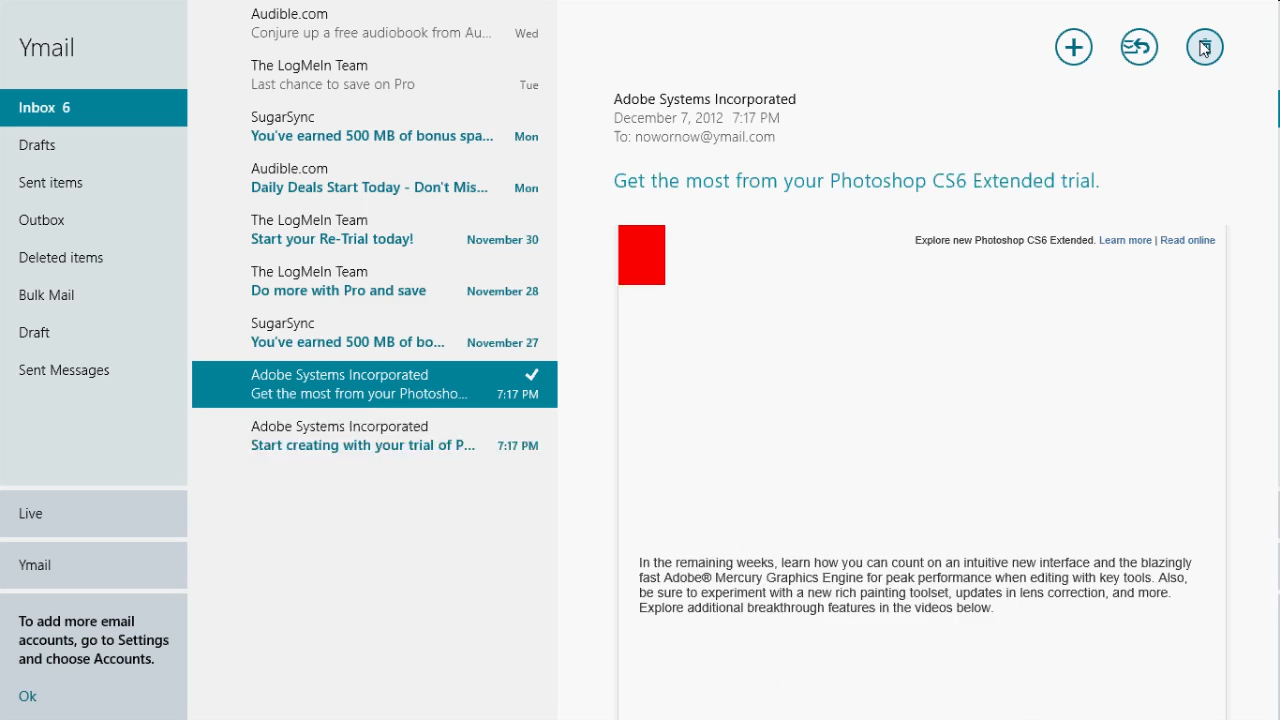 Ymail
Inbox 6
Drafts
Sent items
Outbox
Deleted items
Bulk Mail
Draft
Sent Messages
Live
Ymail
To add more email
accounts, go to Settings
and choose Accounts.
Ok
Audible.com
Conjure up a free audiobook from Au... Wed
The LogMeIn Team
Last chance to save on Pro Tue
SugarSync
You've earned 500 MB of bonus spa... Mon
Audible.com
Daily Deals Start Today - Don't Mis... Mon
The LogMeIn Team
Start your Re-Trial today! November 30
The LogMeIn Team
Do more with Pro and save November 28
SugarSync
You've earned 500 MB of bo... November 27
Adobe Systems Incorporated
Get the most from your Photosho... 7:17 PM
Adobe Systems Incorporated
Start creating with your trial of P... 7:17 PM
Adobe Systems Incorporated
December 7, 2012 7:17 PM
To: nowornow@ymail.com
Get the most from your Photoshop CS6 Extended trial.
Explore new Photoshop CS6 Extended. Learn more | Read online
In the remaining weeks, learn how you can count on an intuitive new interface and the blazingly
fast Adobe® Mercury Graphics Engine for peak performance when editing with key tools. Also,
be sure to experiment with a new rich painting toolset, updates in lens correction, and more.
Explore additional breakthrough features in the videos below.